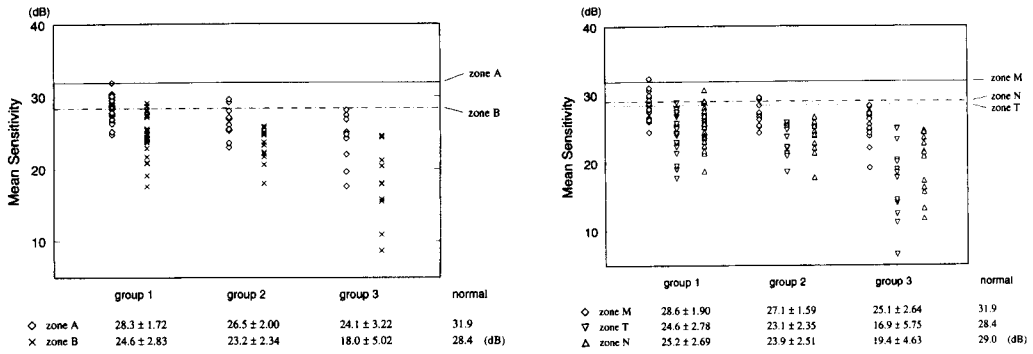 (dB)
40
30
20
10
Mean Sensitivity
zone A
zone B
group 1 group 2 group 3 normal
◇ zone A 28.3 ± 1.72 26.5 ± 2.00 24.1 ± 3.22 31.9
× zone B 24.6 ± 2.83 23.2 ± 2.34 18.0 ± 5.02 28.4 (dB)
(dB)
40
30
20
10
Mean Sensitivity
zone M
zone N
zone T
group 1 group 2 group 3 normal
◇ zone M 28.6 ± 1.90 27.1 ± 1.59 25.1 ± 2.64 31.9
▽ zone T 24.6 ± 2.78 23.1 ± 2.35 16.9 ± 5.75 28.4
△ zone N 25.2 ± 2.69 23.9 ± 2.51 19.4 ± 4.63 29.0 (dB)